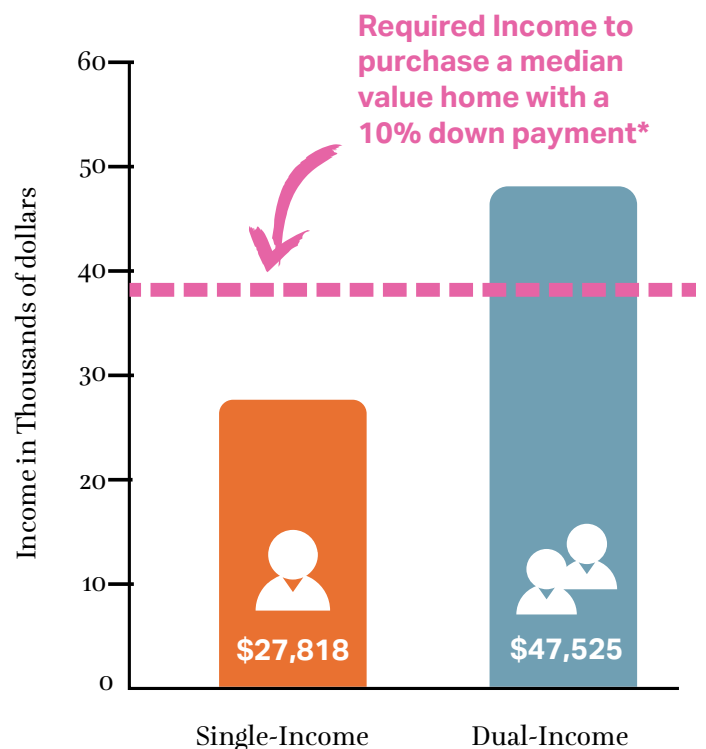 Required Income to
purchase a median
value home with a
10% down payment*
Income in Thousands of dollars
60
50
40
30
20
10
0
$27,818
$47,525
Single-Income
Dual-Income